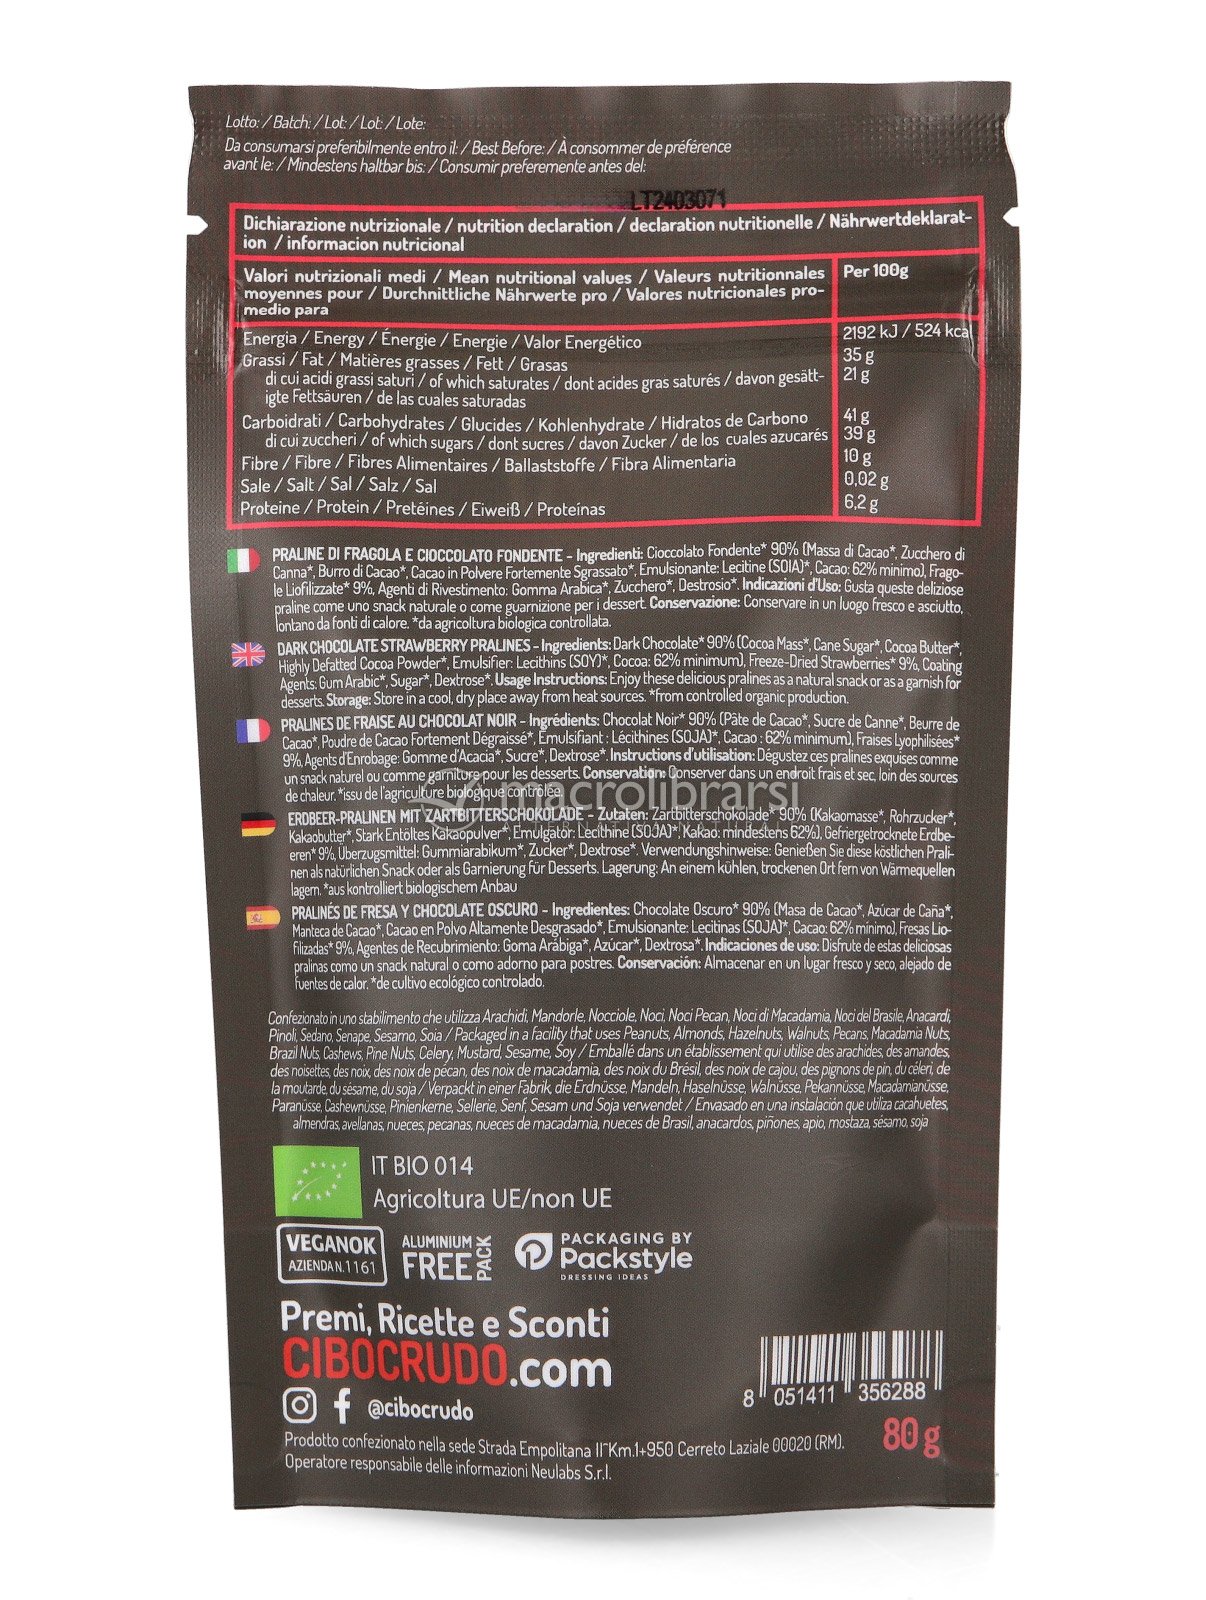 Lotto: / Batch: / Lot: / Lot: / Lote:
Da consumarsi preferibilmente entro il: / Best Before: / À consommer de préférence
avant le: / Mindestens haltbar bis: / Consumir preferemente antes del:
LT2403071
Dichiarazione nutrizionale / nutrition declaration / declaration nutritionelle / Nährwertdeklarat-
ion / informacion nutricional
Valori nutrizionali medi / Mean nutritional values / Valeurs nutritionnales
moyennes pour / Durchnittliche Nährwerte pro / Valores nutricionales pro-
medio para
Per 100g
Energia / Energy / Énergie / Energie / Valor Energético 2192 kJ / 524 kcal
Grassi / Fat / Matières grasses / Fett / Grasas 35 g
di cui acidi grassi saturi / of which saturates / dont acides gras saturés / davon gesätt- 21 g
igte Fettsäuren / de las cuales saturadas
Carboidrati / Carbohydrates / Glucides / Kohlenhydrate / Hidratos de Carbono 41 g
di cui zuccheri / of which sugars / dont sucres / davon Zucker / de los cuales azucarés 39 g
Fibre / Fibre / Fibres Alimentaires / Ballaststoffe / Fibra Alimentaria 10 g
Sale / Salt / Sal / Salz / Sal 0,02 g
Proteine / Protein / Pretêines / Eiweiß / Proteínas 6,2 g
PRALINE DI FRAGOLA E CIOCCOLATO FONDENTE - Ingredienti: Cioccolato Fondente* 90% (Massa di Cacao*, Zucchero di
Canna*, Burro di Cacao*, Cacao in Polvere Fortemente Sgrassato*, Emulsionante: Lecitine (SOIA)*, Cacao: 62% minimo), Frago-
le Liofilizzate* 9%, Agenti di Rivestimento: Gomma Arabica*, Zucchero*, Destrosio*. Indicazioni d'Uso: Gusta queste deliziose
praline come uno snack naturale o come guarnizione per i dessert. Conservazione: Conservare in un luogo fresco e asciutto,
lontano da fonti di calore. *da agricoltura biologica controllata.
DARK CHOCOLATE STRAWBERRY PRALINES - Ingredients: Dark Chocolate* 90% (Cocoa Mass*, Cane Sugar*, Cocoa Butter*,
Highly Defatted Cocoa Powder*, Emulsifier: Lecithins (SOY)*, Cocoa: 62% minimum), Freeze-Dried Strawberries* 9%, Coating
Agents: Gum Arabic*, Sugar*, Dextrose*. Usage Instructions: Enjoy these delicious pralines as a natural snack or as a garnish for
desserts. Storage: Store in a cool, dry place away from heat sources. *from controlled organic production.
PRALINES DE FRAISE AU CHOCOLAT NOIR - Ingrédients: Chocolat Noir* 90% (Pâte de Cacao*, Sucre de Canne*, Beurre de
Cacao*, Poudre de Cacao Fortement Dégraissé*, Emulsifiant : Lécithines (SOJA)*, Cacao : 62% minimum), Fraises Lyophilisées*
9%, Agents d'Enrobage: Gomme d'Acacia*, Sucre*, Dextrose*. Instructions d'utilisation: Dégustez ces pralines exquises comme
un snack naturel ou comme garniture pour les desserts. Conservation: Conserver dans un endroit frais et sec, loin des sources
de chaleur. *issu de l'agriculture biologique contrôlée.
macrolibrarsi
ERDBEER-PRALINEN MIT ZARTBITTERSCHOKOLADE - Zutaten: Zartbitterschokolade* 90% (Kakaomasse*, Rohrzucker*,
Kakaobutter*, Stark Entöltes Kakaopulver*, Emulgator: Lecithine (SOJA)*, Kakao: mindestens 62%), Gefriergetrocknete Erdbe-
eren* 9%, Überzugsmittel: Gummiarabikum*, Zucker*, Dextrose*. Verwendungshinweise: Genießen Sie diese köstlichen Prali-
nen als natürlichen Snack oder als Garnierung für Desserts. Lagerung: An einem kühlen, trockenen Ort fern von Wärmequellen
lagern. *aus kontrolliert biologischem Anbau
PRALINÉS DE FRESA Y CHOCOLATE OSCURO - Ingredientes: Chocolate Oscuro* 90% (Masa de Cacao*, Azúcar de Caña*,
Manteca de Cacao*, Cacao en Polvo Altamente Desgrasado*, Emulsionante: Lecitinas (SOJA)*, Cacao: 62% mínimo), Fresas Lio-
filizadas* 9%, Agentes de Recubrimiento: Goma Arábiga*, Azúcar*, Dextrosa*. Indicaciones de uso: Disfrute de estas deliciosas
pralinas como un snack natural o como adorno para postres. Conservación: Almacenar en un lugar fresco y seco, alejado de
fuentes de calor. *de cultivo ecológico controlado.
Confezionato in uno stabilimento che utilizza Arachidi, Mandorle, Nocciole, Noci, Noci Pecan, Noci di Macadamia, Noci del Brasile, Anacardi,
Pinoli, Sedano, Senape, Sesamo, Soia / Packaged in a facility that uses Peanuts, Almonds, Hazelnuts, Walnuts, Pecans, Macadamia Nuts,
Brazil Nuts, Cashews, Pine Nuts, Celery, Mustard, Sesame, Soy / Emballé dans un établissement qui utilise des arachides, des amandes,
des noisettes, des noix, des noix de pécan, des noix de macadamia, des noix du Brésil, des noix de cajou, des pignons de pin, du céleri, de
la moutarde, du sésame, du soja / Verpackt in einer Fabrik, die Erdnüsse, Mandeln, Haselnüsse, Walnüsse, Pekannüsse, Macadamianüsse,
Paranüsse, Cashewnüsse, Pinienkerne, Sellerie, Senf, Sesam und Soja verwendet / Envasado en una instalación que utiliza cacahuetes,
almendras, avellanas, nueces, pecanas, nueces de macadamia, nueces de Brasil, anacardos, piñones, apio, mostaza, sésamo, soja
IT BIO 014
Agricoltura UE/non UE
VEGANOK
AZIENDA N. 1161
ALUMINIUM
FREE
PACK
PACKAGING BY
Packstyle
DRESSING IDEAS
Premi, Ricette e Sconti
CIBOCRUDO.com
@cibocrudo
8 051411 356288
80 g
Prodotto confezionato nella sede Strada Empolitana II^Km.1+950 Cerreto Laziale 00020 (RM).
Operatore responsabile delle informazioni Neulabs S.r.l.